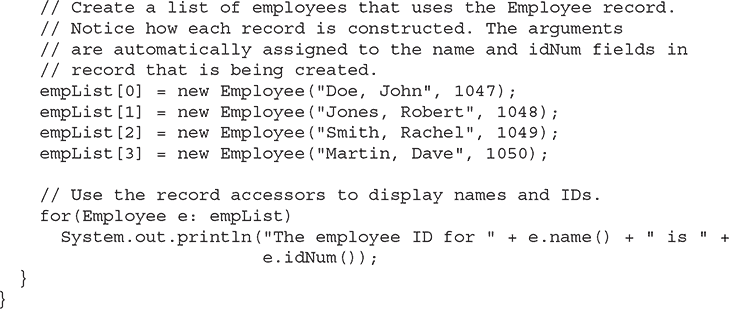 // Create a list of employees that uses the Employee record.
// Notice how each record is constructed. The arguments
// are automatically assigned to the name and idNum fields in
// record that is being created.
empList[0] = new Employee("Doe, John", 1047);
empList[1] = new Employee("Jones, Robert", 1048);
empList[2] = new Employee("Smith, Rachel", 1049);
empList[3] = new Employee("Martin, Dave", 1050);

// Use the record accessors to display names and IDs.
for(Employee e: empList)
System.out.println("The employee ID for " + e.name() + " is " +
e.idNum());
}
}